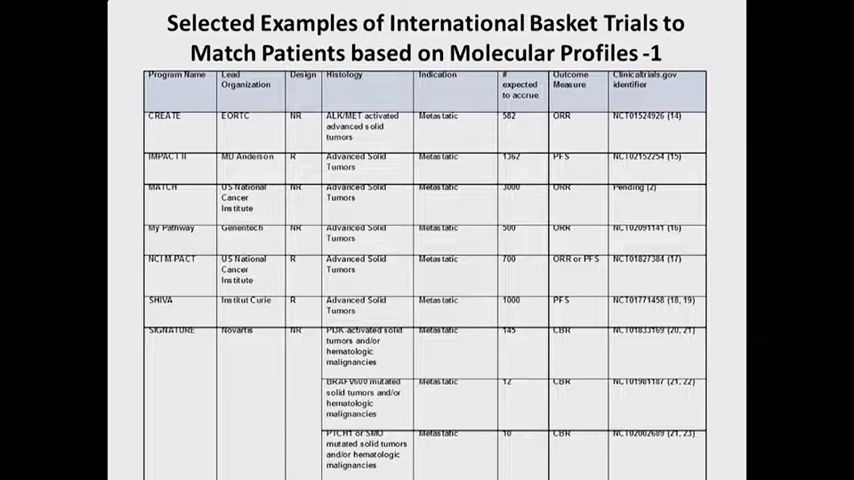 Selected Examples of International Basket Trials to
Match Patients based on Molecular Profiles -1
Program Name Lead Organization Design Histology Indication # expected to accrue Outcome Measure Clinicaltrials.gov identifier
CREATE EORTC NR ALK/MET activated advanced solid tumors Metastatic 582 ORR NCT01524926 (14)
IMPACT II MD Anderson R Advanced Solid Tumors Metastatic 1362 PFS NCT02152254 (15)
MATCH US National Cancer Institute NR Advanced Solid Tumors Metastatic 3000 ORR Pending (2)
My Pathway Genentech NR Advanced Solid Tumors Metastatic 500 ORR NCT02091141 (16)
NCI M-PACT US National Cancer Institute R Advanced Solid Tumors Metastatic 700 ORR or PFS NCT01827384 (17)
SHIVA Institut Curie R Advanced Solid Tumors Metastatic 1000 PFS NCT01771458 (18, 19)
SIGNATURE Novartis NR PI3K-activated solid tumors and/or hematologic malignancies Metastatic 145 CBR NCT01833169 (20, 21)
BRAFV600 mutated solid tumors and/or hematologic malignancies Metastatic 12 CBR NCT01981187 (21, 22)
PTCH1 or SMO mutated solid tumors and/or hematologic malignancies Metastatic 10 CBR NCT02002689 (21, 23)